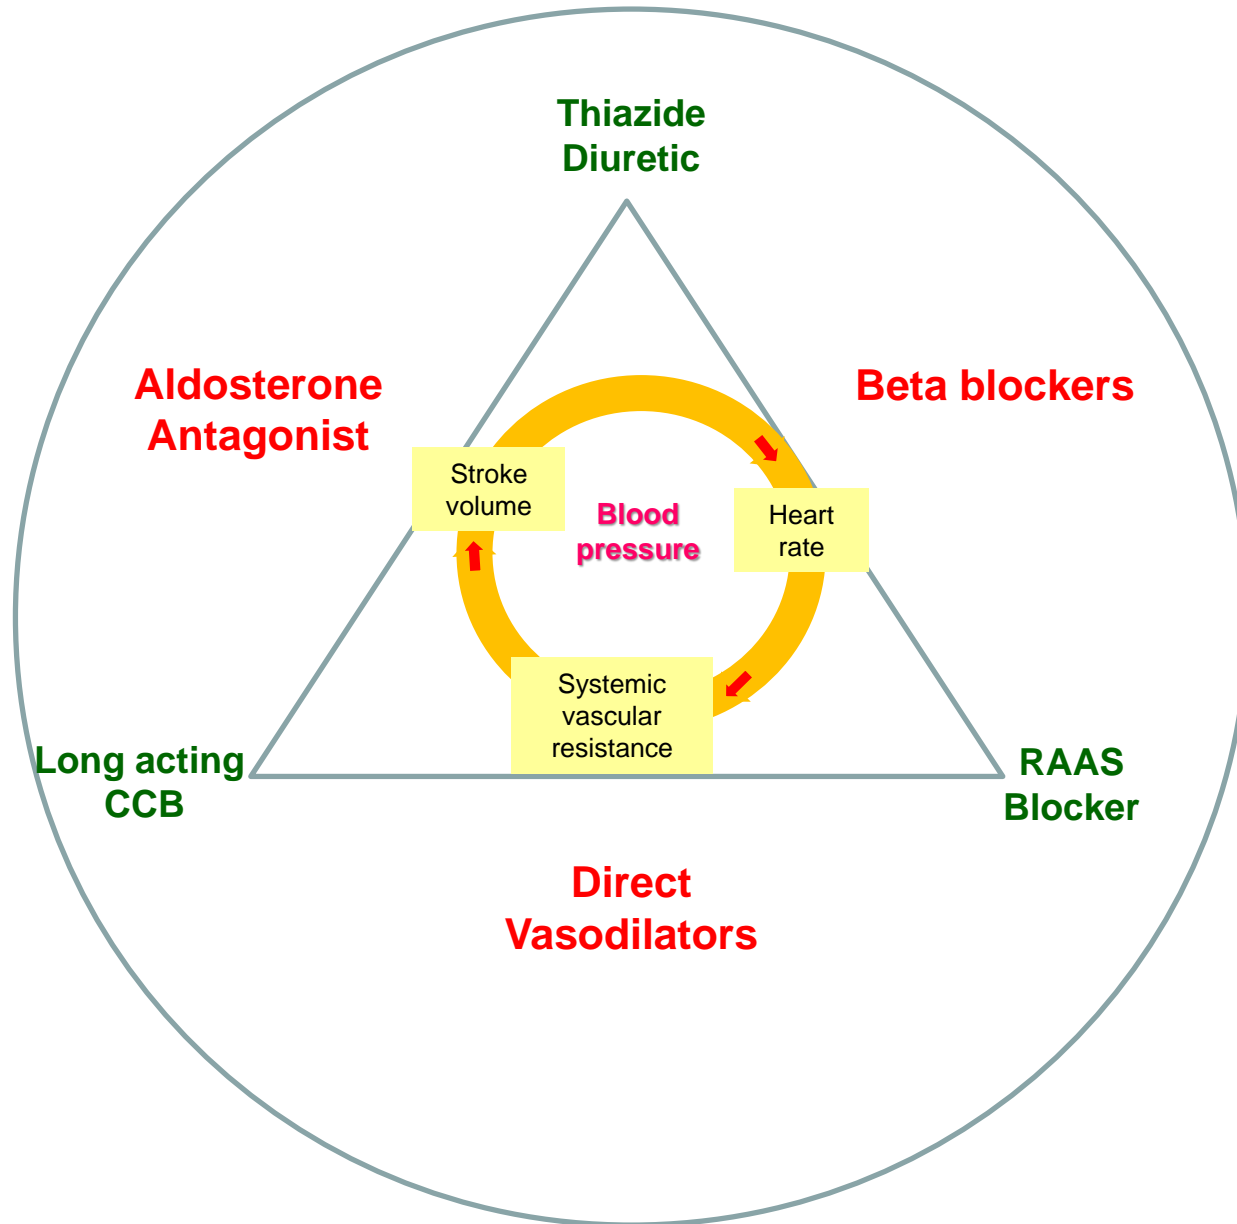 Thiazide
Diuretic
Aldosterone
Antagonist
Beta blockers
Stroke
volume
Blood
pressure
Heart
rate
Systemic
vascular
resistance
Long acting
CCB
RAAS
Blocker
Direct
Vasodilators